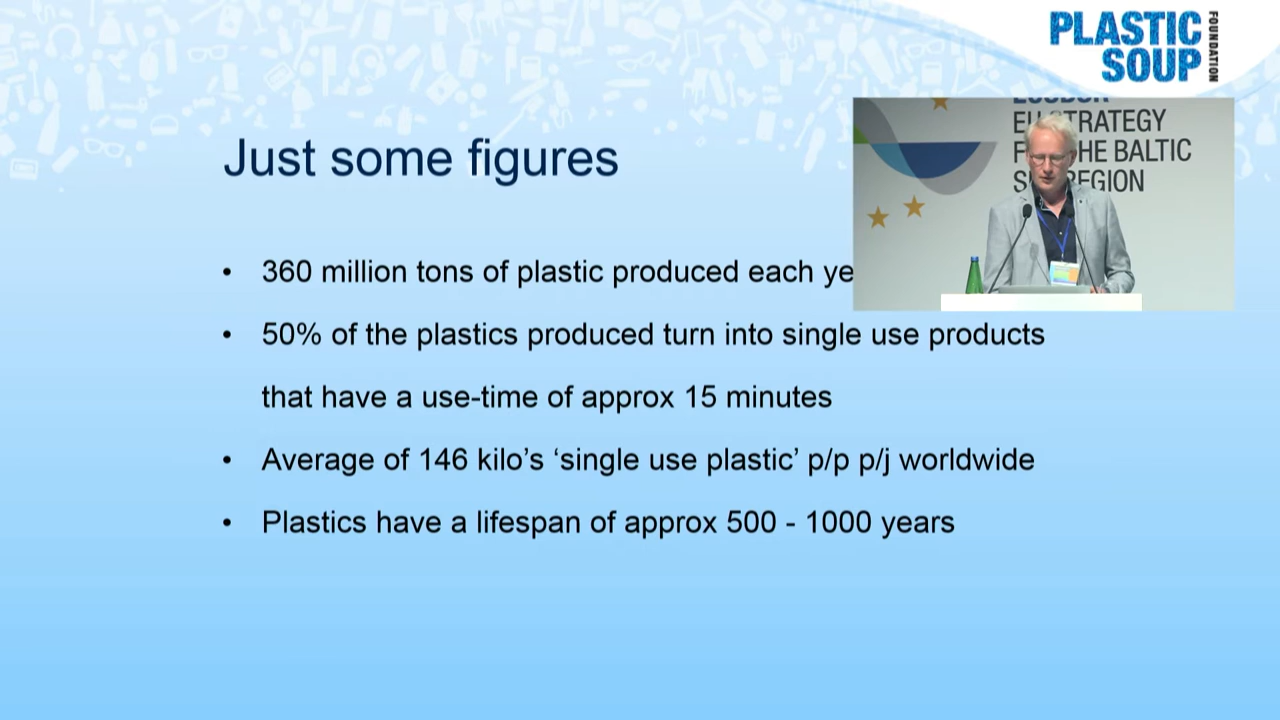 PLASTIC
SOUP
FOUNDATION
Just some figures
EUSBSR
EU STRATEGY
THE BALTIC
REGION
• 360 million tons of plastic produced each ye
• 50% of the plastics produced turn into single use products
that have a use-time of approx 15 minutes
• Average of 146 kilo’s ‘single use plastic’ p/p p/j worldwide
• Plastics have a lifespan of approx 500 - 1000 years